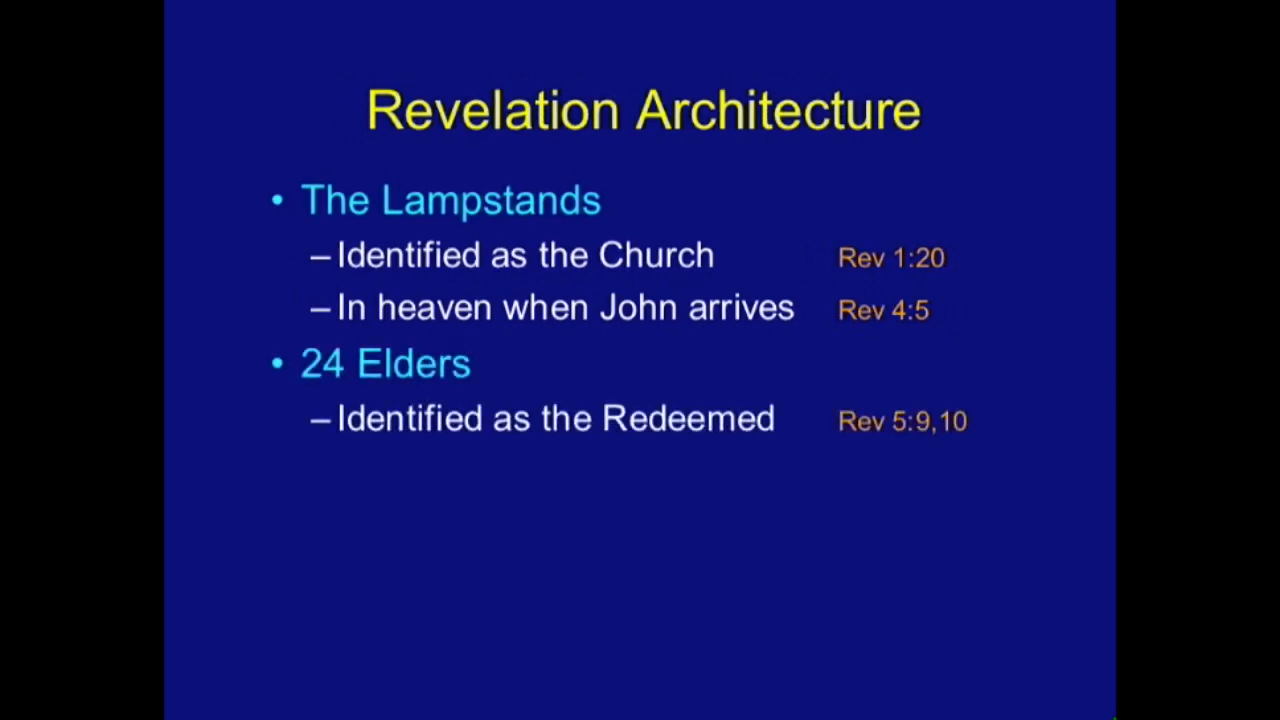 Revelation Architecture
• The Lampstands
– Identified as the Church Rev 1:20
– In heaven when John arrives Rev 4:5
• 24 Elders
– Identified as the Redeemed Rev 5:9,10